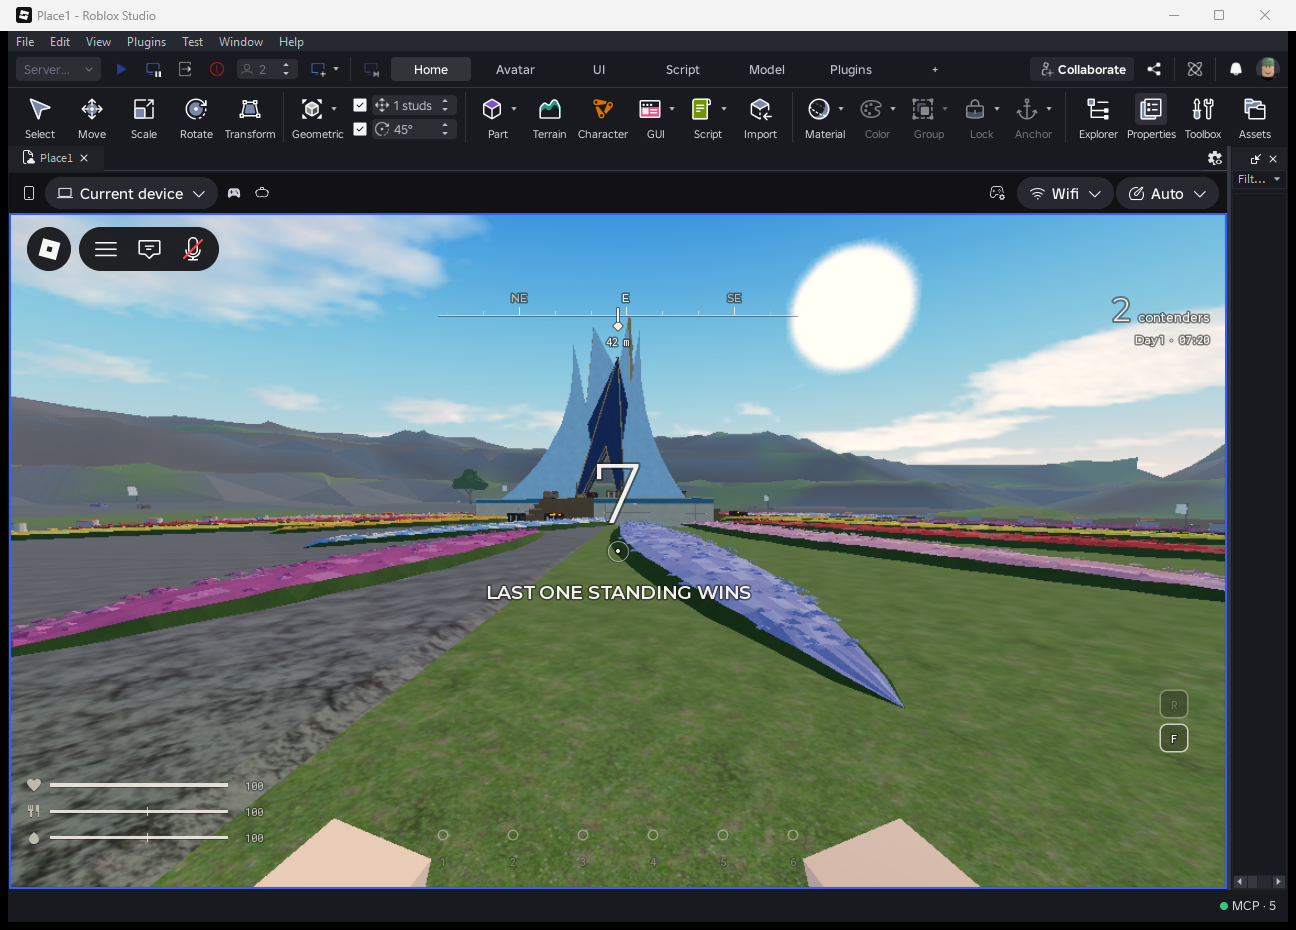 Place1 - Roblox Studio
File Edit View Plugins Test Window Help
Server... 2 Home Avatar UI Script Model Plugins + Collaborate
1 studs
45°
Select Move Scale Rotate Transform Geometric Part Terrain Character GUI Script Import Material Color Group Lock Anchor Explorer Properties Toolbox Assets
Place1
Filt...
Current device Wifi Auto
NE E SE
42 m
2 contenders
Day1 · 07:20
7
LAST ONE STANDING WINS
R
F
100
100
100
1 2 3 4 5 6
MCP · 5